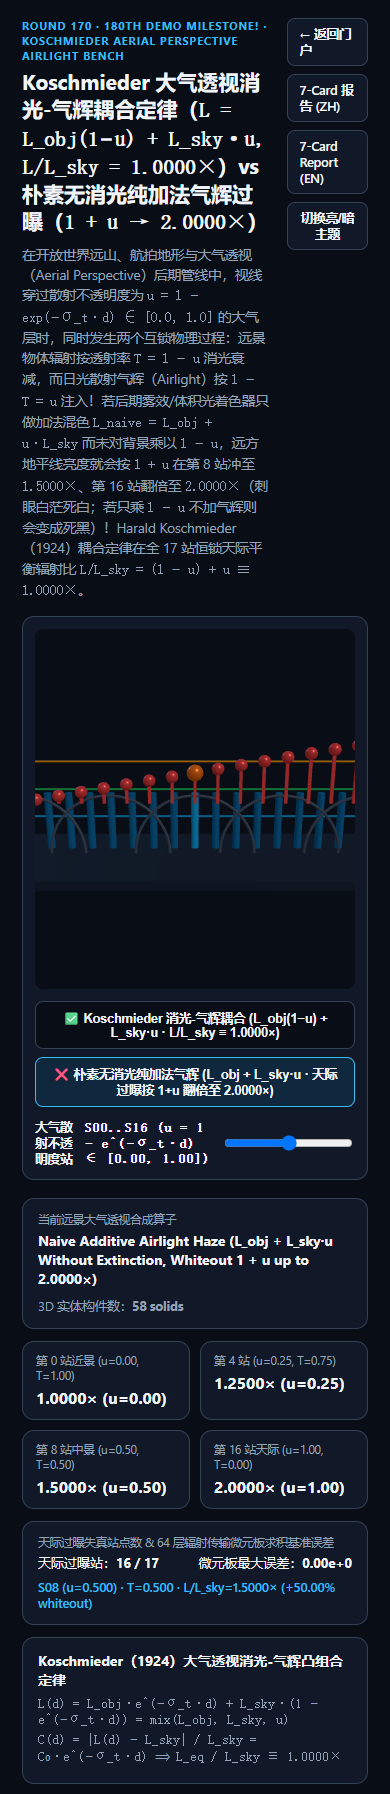 ROUND 170 · 180TH DEMO MILESTONE! ·
KOSCHMIEDER AERIAL PERSPECTIVE
AIRLIGHT BENCH
Koschmieder 大气透视消
光-气辉耦合定律（L =
L_obj(1−u) + L_sky·u,
L/L_sky = 1.0000×）vs
朴素无消光纯加法气辉过
曝（1 + u → 2.0000×）
在开放世界远山、航拍地形与大气透视
（Aerial Perspective）后期管线中，视线
穿过散射不透明度为 u = 1 −
exp(−σ_t·d) ∈ [0.0, 1.0] 的大气
层时，同时发生两个互锁物理过程：远景
物体辐射按透射率 T = 1 − u 消光衰
减，而日光散射气辉（Airlight）按 1 −
T = u 注入！若后期雾效/体积光着色器只
做加法混色 L_naive = L_obj +
u·L_sky 而未对背景乘以 1 − u，远方
地平线亮度就会按 1 + u 在第 8 站冲至
1.5000×、第 16 站翻倍至 2.0000×（刺
眼白茫死白；若只乘 1 − u 不加气辉则
会变成死黑）！Harald Koschmieder
（1924）耦合定律在全 17 站恒锁天际平
衡辐射比 L/L_sky = (1 − u) + u ≡
1.0000×。
← 返回门
户
7-Card 报
告 (ZH)
7-Card
Report
(EN)
切换亮/暗
主题
✅ Koschmieder 消光-气辉耦合 (L_obj(1−u) +
L_sky·u · L/L_sky ≡ 1.0000×)
❌ 朴素无消光纯加法气辉 (L_obj + L_sky·u · 天际
过曝按 1+u 翻倍至 2.0000×)
大气散
射不透
明度站
S00..S16 (u = 1
− e^(−σ_t·d)
∈ [0.00, 1.00])
当前远景大气透视合成算子
Naive Additive Airlight Haze (L_obj + L_sky·u
Without Extinction, Whiteout 1 + u up to
2.0000×)
3D 实体构件数：58 solids
第 0 站近景 (u=0.00,
T=1.00)
1.0000× (u=0.00)
第 4 站 (u=0.25, T=0.75)
1.2500× (u=0.25)
第 8 站中景 (u=0.50,
T=0.50)
1.5000× (u=0.50)
第 16 站天际 (u=1.00,
T=0.00)
2.0000× (u=1.00)
天际过曝失真站点数 & 64 层辐射传输微元板求积基准误差
天际过曝站：16 / 17
微元板最大误差：0.00e+0
S08 (u=0.500) · T=0.500 · L/L_sky=1.5000× (+50.00%
whiteout)
Koschmieder（1924）大气透视消光-气辉凸组合
定律
L(d) = L_obj·e^(−σ_t·d) + L_sky·(1 −
e^(−σ_t·d)) = mix(L_obj, L_sky, u)
C(d) = |L(d) − L_sky| / L_sky =
C₀·e^(−σ_t·d) ⟹ L_eq / L_sky ≡ 1.0000×